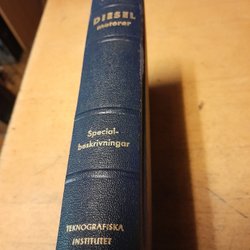 DIESEL
motorer
Special-
beskrivningar
TEKNOGRAFISKA
INSTITUTET